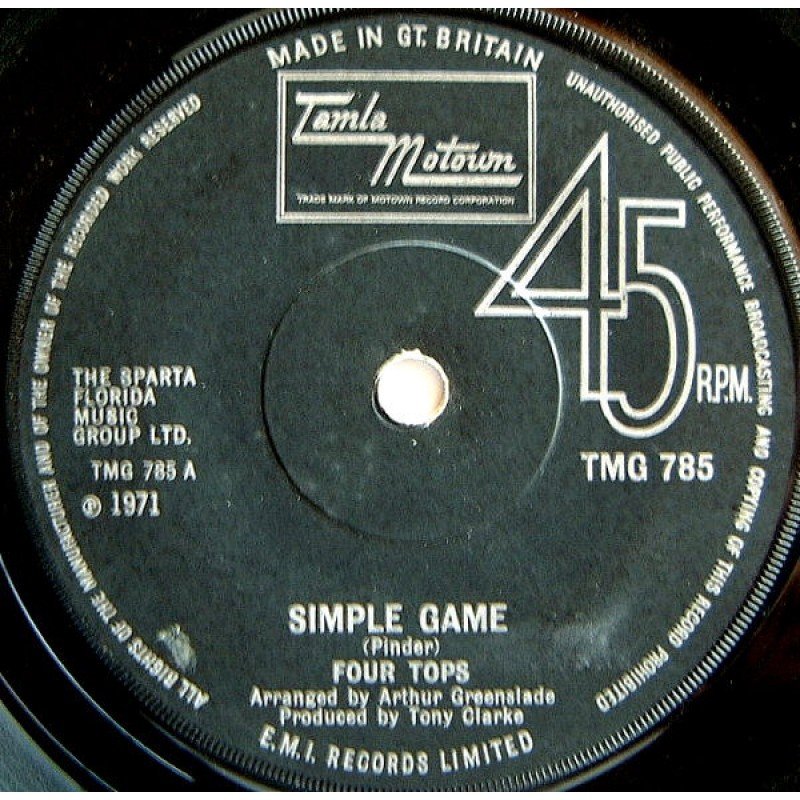 MADE IN GT. BRITAIN
UNAUTHORISED PUBLIC PERFORMANCE BROADCASTING AND COPYING OF THIS RECORD PROHIBITED
Tamla
Motown
TRADE MARK OF MOTOWN RECORD CORPORATION
45
R.P.M.
TMG 785
THE SPARTA
FLORIDA
MUSIC
GROUP LTD.
TMG 785 A
℗ 1971
SIMPLE GAME
(Pinder)
FOUR TOPS
Arranged by Arthur Greenslade
Produced by Tony Clarke
E.M.I. RECORDS LIMITED
ALL RIGHTS OF THE MANUFACTURER AND OF THE OWNER OF THE RECORDED WORK RESERVED